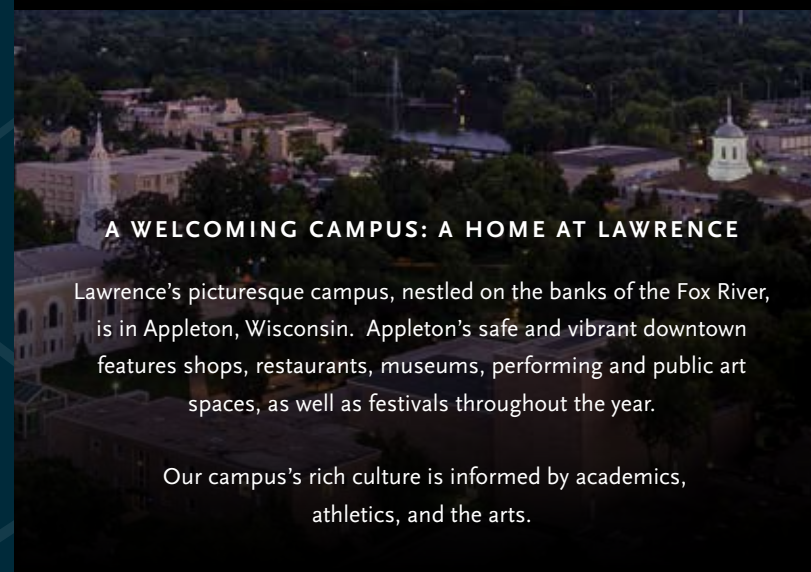 A WELCOMING CAMPUS: A HOME AT LAWRENCE
Lawrence’s picturesque campus, nestled on the banks of the Fox River,
is in Appleton, Wisconsin.  Appleton’s safe and vibrant downtown
features shops, restaurants, museums, performing and public art
spaces, as well as festivals throughout the year.
Our campus’s rich culture is informed by academics,
athletics, and the arts.